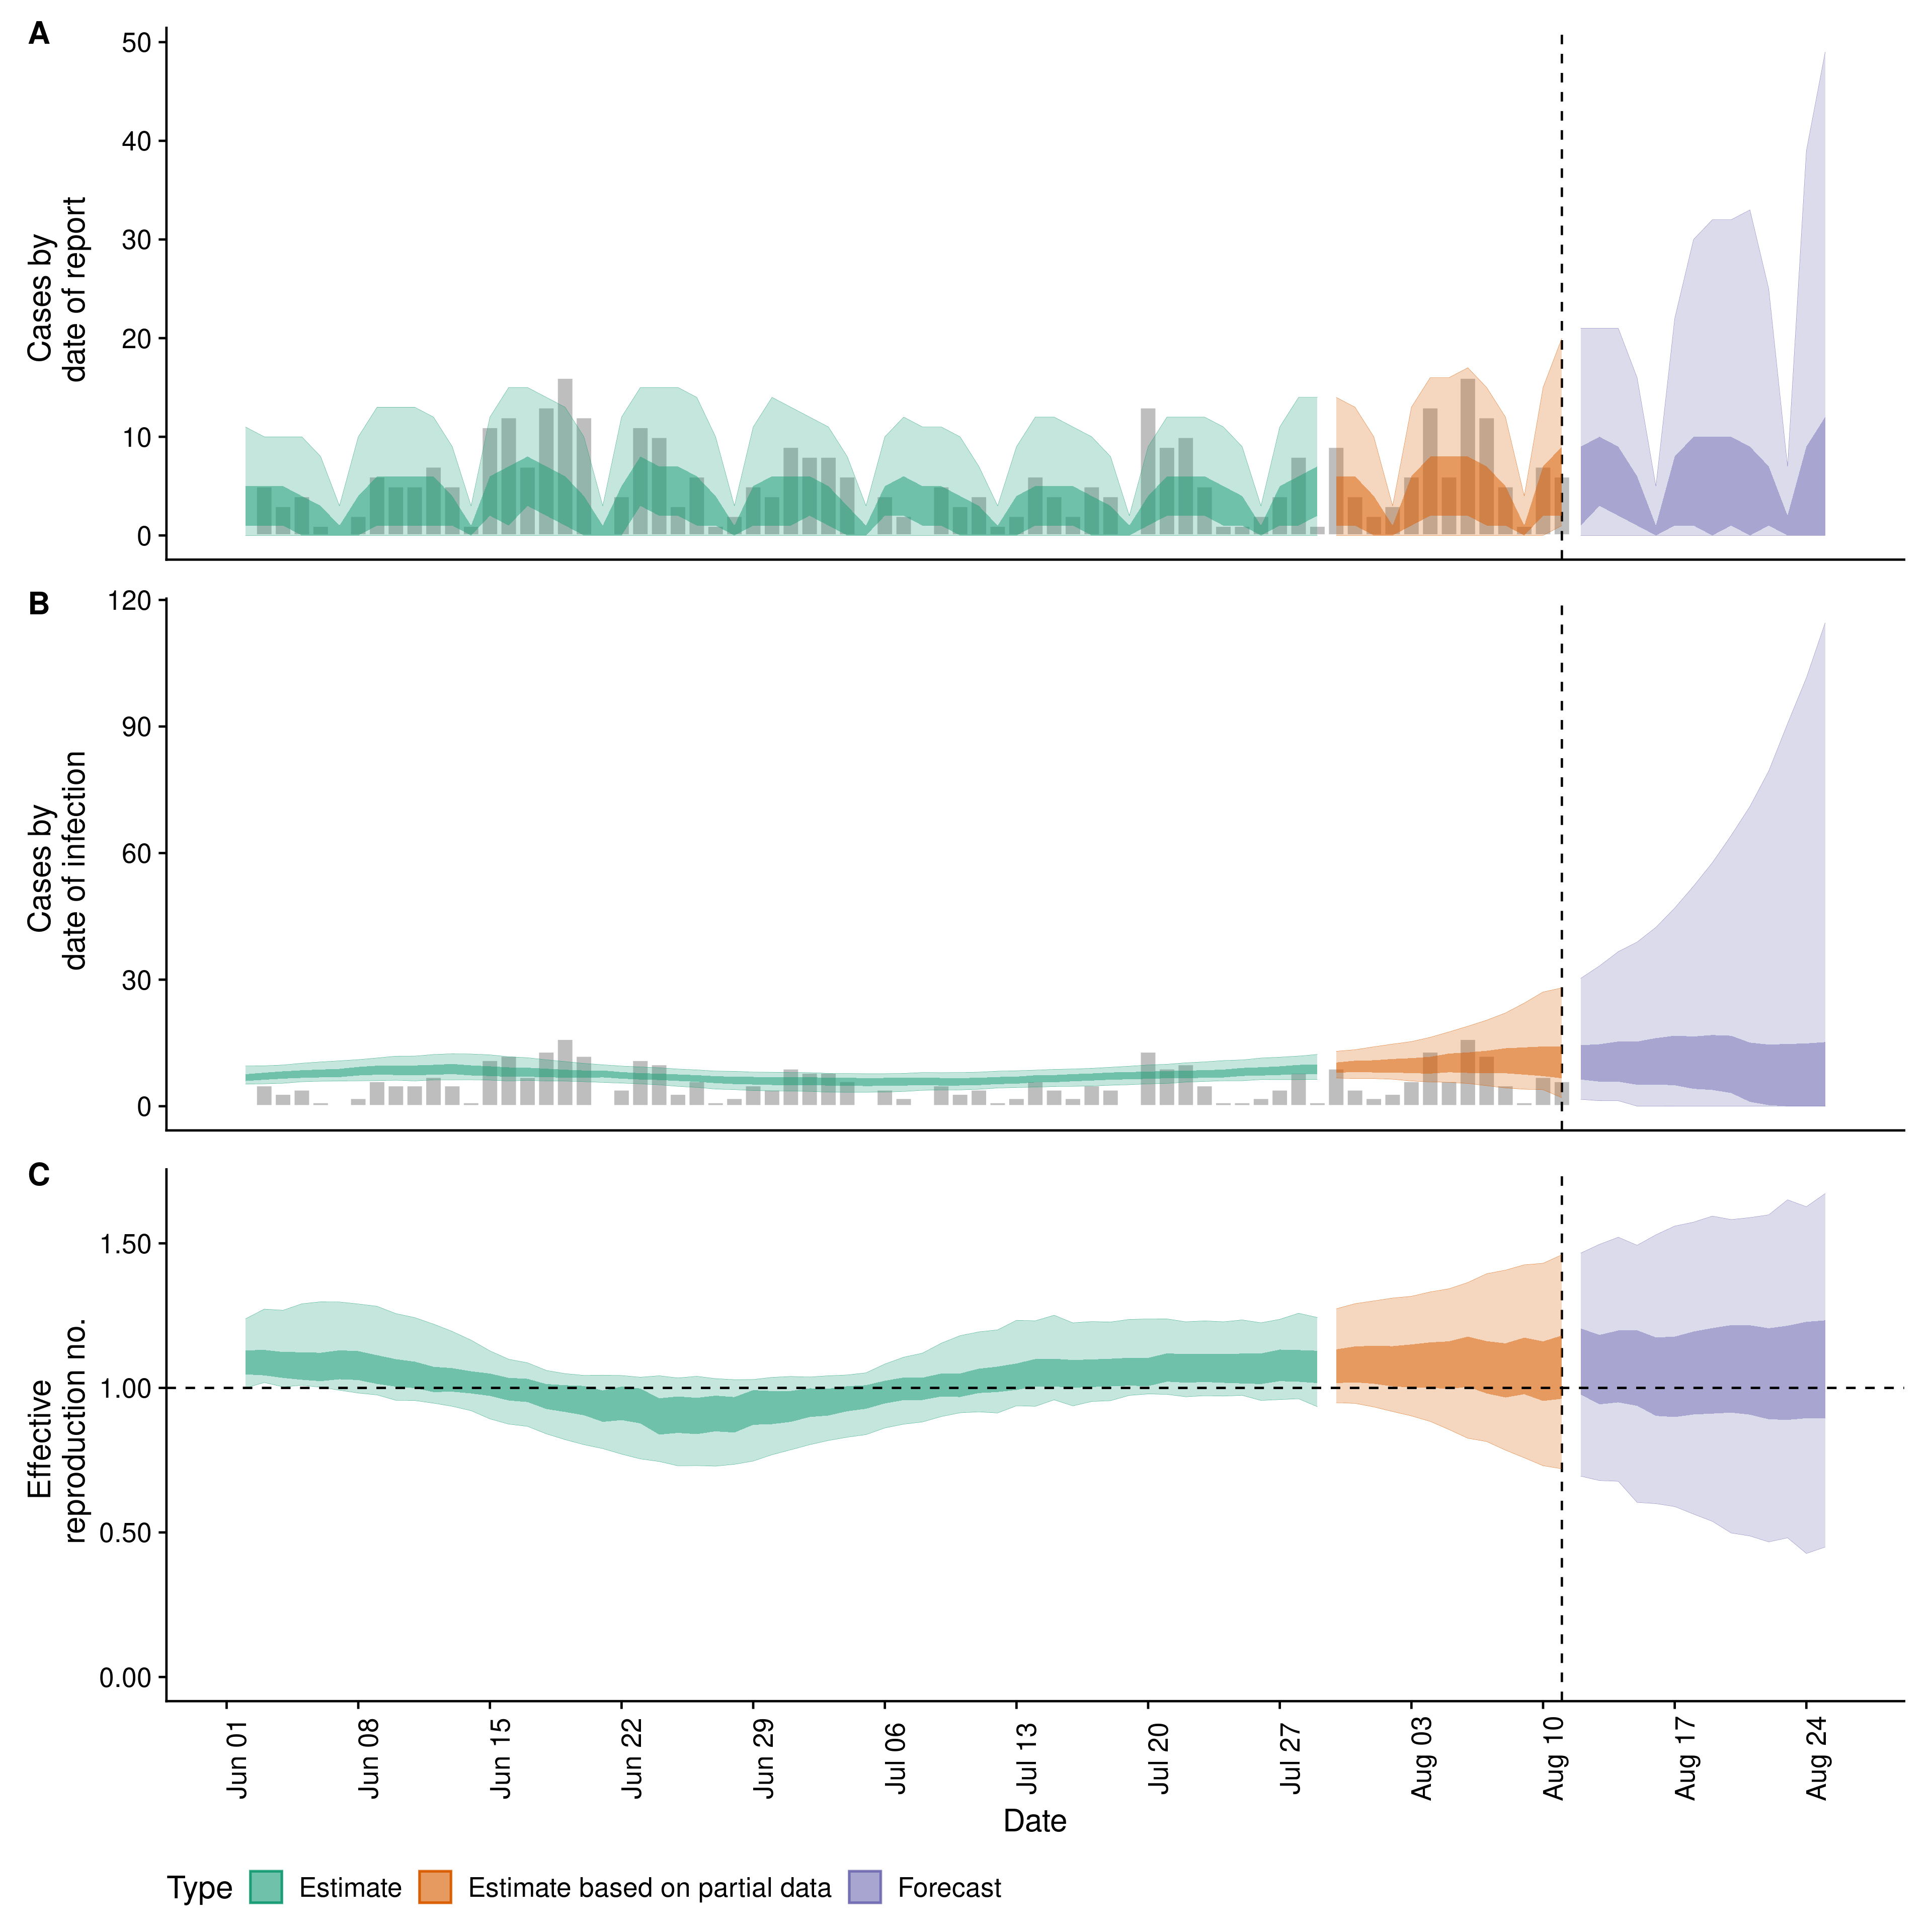 A
Cases by
date of report
50
40
30
20
10
0
B
Cases by
date of infection
120
90
60
30
0
C
Effective
reproduction no.
1.50
1.00
0.50
0.00
Jun 01
Jun 08
Jun 15
Jun 22
Jun 29
Jul 06
Jul 13
Jul 20
Jul 27
Aug 03
Aug 10
Aug 17
Aug 24
Date
Type Estimate Estimate based on partial data Forecast